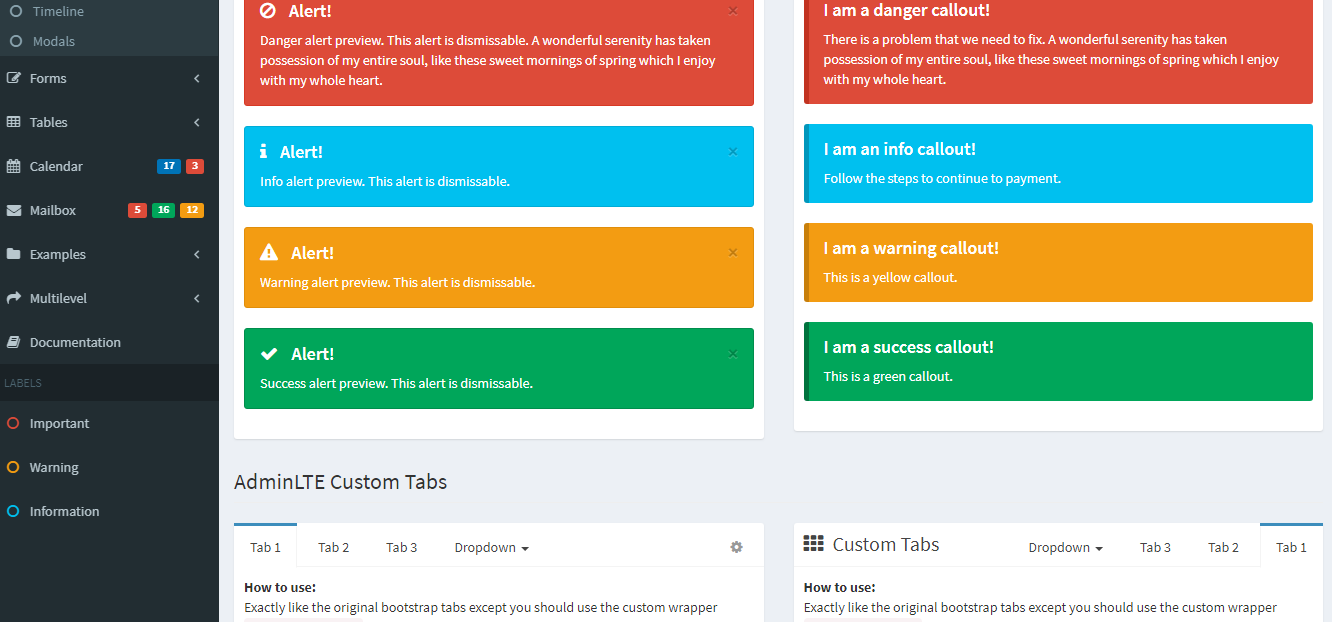 Timeline
Modals
Forms
Tables
Calendar 17 3
Mailbox 5 16 12
Examples
Multilevel
Documentation
LABELS
Important
Warning
Information
Alert!
Danger alert preview. This alert is dismissable. A wonderful serenity has taken
possession of my entire soul, like these sweet mornings of spring which I enjoy
with my whole heart.
Alert!
Info alert preview. This alert is dismissable.
Alert!
Warning alert preview. This alert is dismissable.
Alert!
Success alert preview. This alert is dismissable.
I am a danger callout!
There is a problem that we need to fix. A wonderful serenity has taken
possession of my entire soul, like these sweet mornings of spring which I enjoy
with my whole heart.
I am an info callout!
Follow the steps to continue to payment.
I am a warning callout!
This is a yellow callout.
I am a success callout!
This is a green callout.
AdminLTE Custom Tabs
Tab 1 Tab 2 Tab 3 Dropdown
How to use:
Exactly like the original bootstrap tabs except you should use the custom wrapper
Custom Tabs Dropdown Tab 3 Tab 2 Tab 1
How to use:
Exactly like the original bootstrap tabs except you should use the custom wrapper